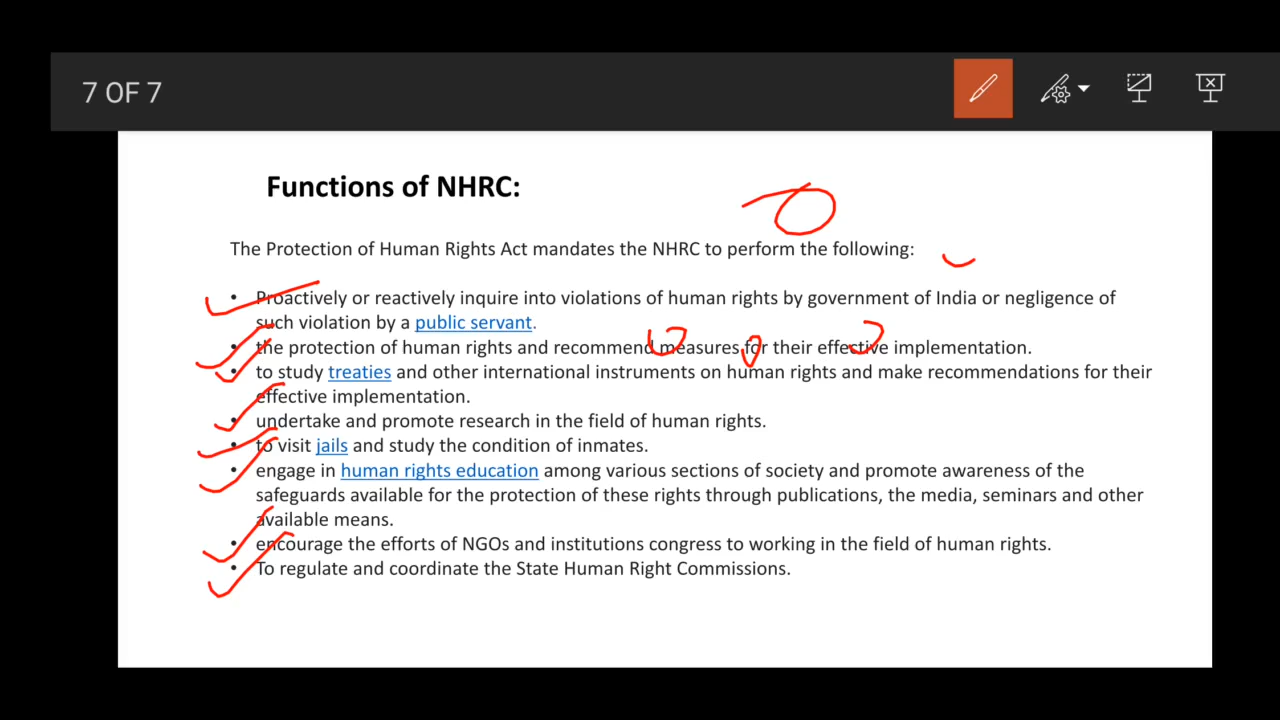 7 OF 7
Functions of NHRC:
The Protection of Human Rights Act mandates the NHRC to perform the following:
• Proactively or reactively inquire into violations of human rights by government of India or negligence of
such violation by a public servant.
• the protection of human rights and recommend measures for their effective implementation.
• to study treaties and other international instruments on human rights and make recommendations for their
effective implementation.
• undertake and promote research in the field of human rights.
• to visit jails and study the condition of inmates.
• engage in human rights education among various sections of society and promote awareness of the
safeguards available for the protection of these rights through publications, the media, seminars and other
available means.
• encourage the efforts of NGOs and institutions congress to working in the field of human rights.
• To regulate and coordinate the State Human Right Commissions.